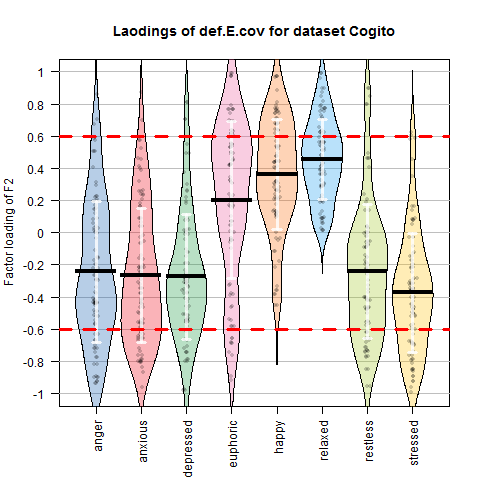 Laodings of def.E.cov for dataset Cogito
Factor loading of F2
1
0.8
0.6
0.4
0.2
0
-0.2
-0.4
-0.6
-0.8
-1
anger
anxious
depressed
euphoric
happy
relaxed
restless
stressed